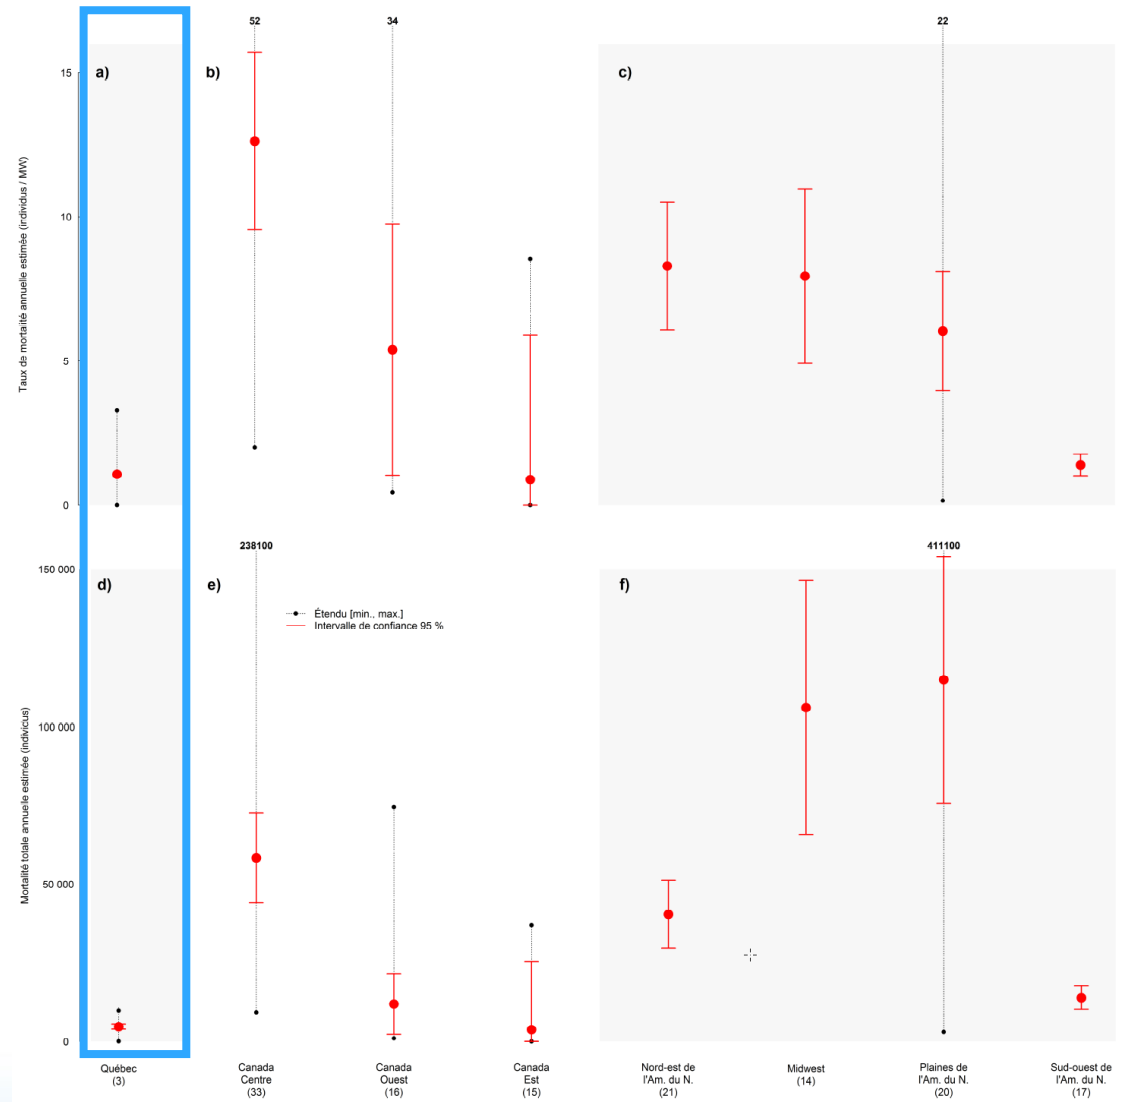 52
34
22
15
a)
b)
c)
10
5
0
Taux de mortaité annuelle estimée (individus / MW)
238100
411100
150 000
d)
e)
f)
Étendu [min., max.]
Intervalle de confiance 95 %
100 000
50 000
0
Mortalité totale annuelle estimée (indivicus)
Québec
(3)
Canada
Centre
(33)
Canada
Ouest
(16)
Canada
Est
(15)
Nord-est de
l'Am. du N.
(21)
Midwest
(14)
Plaines de
l'Am. du N.
(20)
Sud-ouest de
l'Am. du N.
(17)